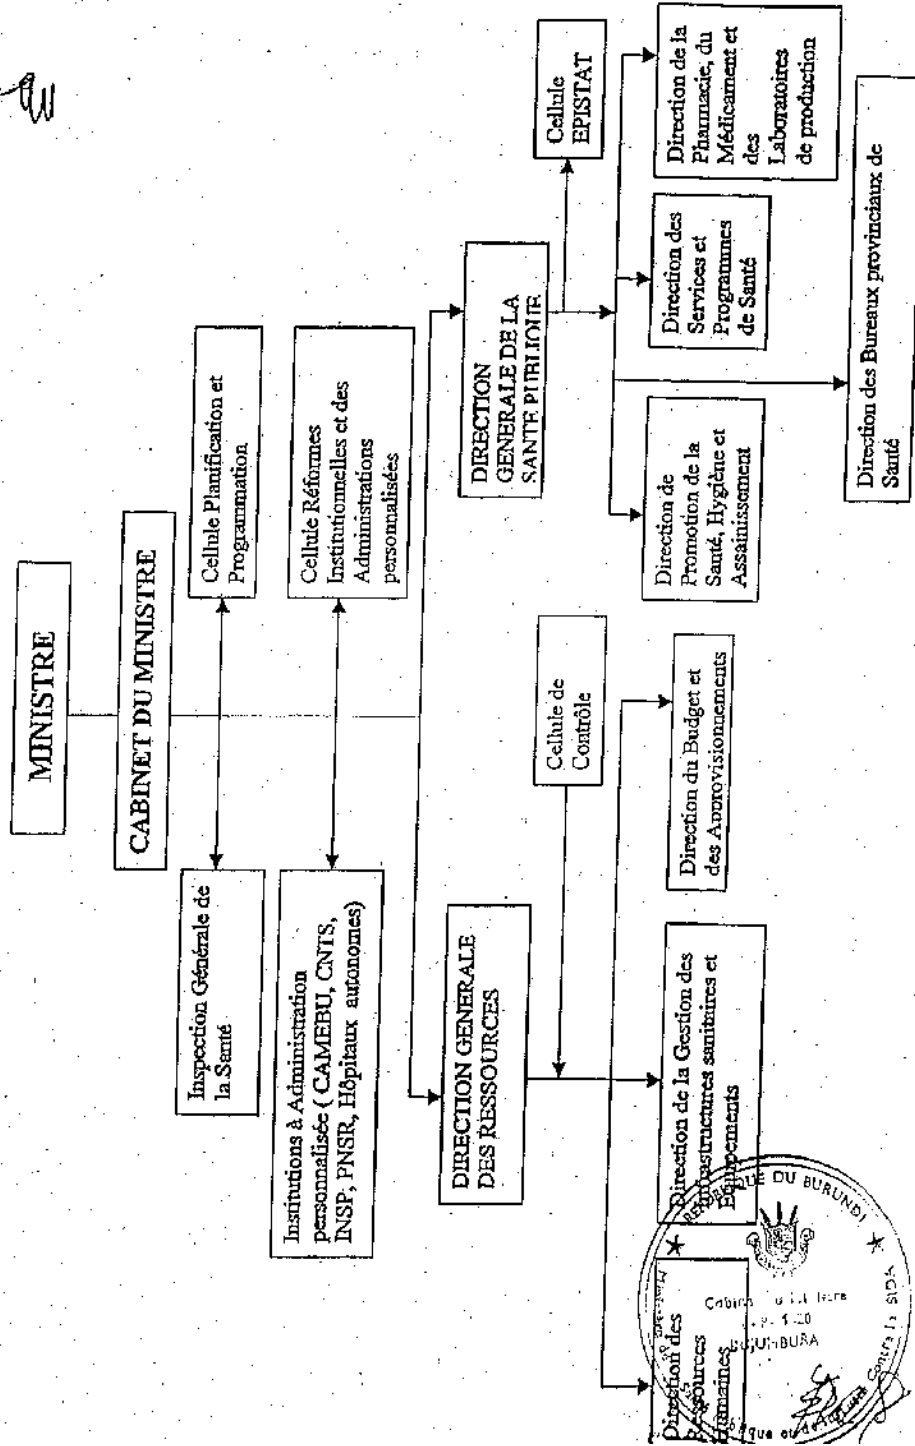 MINISTRE
CABINET DU MINISTRE
Inspection Générale de
la Santé
Cellule Planification et
Programmation
Institutions à Administration
personnalisée ( CAMEBU, CNTS,
INSP, PNSR, Hôpitaux autonomes)
Cellule Réformes
Institutionnelles et des
Administrations
personnalisées
DIRECTION GENERALE
DES RESSOURCES
DIRECTION
GENERALE DE LA
SANTE PUBLIQUE
Cellule de
Contrôle
Cellule
EPISTAT
Direction des
Ressources
Humaines
Direction de la Gestion des
Infrastructures sanitaires et
Equipements
Direction du Budget et
des Approvisionnements
Direction de
Promotion de la
Santé, Hygiène et
Assainissement
Direction des
Services et
Programmes
de Santé
Direction de la
Pharmacie, du
Médicament et
des
Laboratoires
de production
Direction des Bureaux provinciaux de
Santé
REPUBLIQUE DU BURUNDI
BUJUMBURA
Contre le SIDA